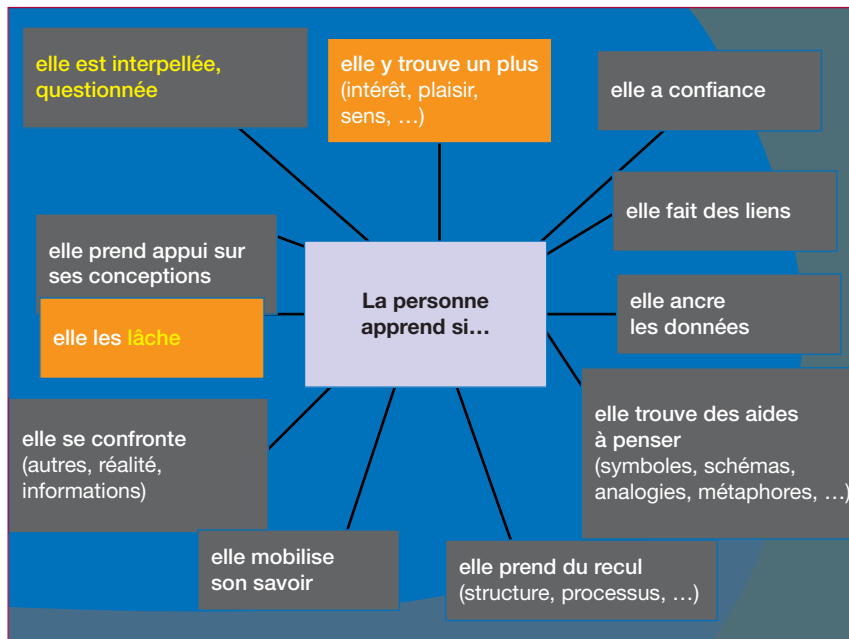 elle est interpellée,
questionnée
elle y trouve un plus
(intérêt, plaisir,
sens, …)
elle a confiance
elle fait des liens
elle prend appui sur
ses conceptions
La personne
apprend si…
elle ancre
les données
elle les lâche
elle se confronte
(autres, réalité,
informations)
elle trouve des aides
à penser
(symboles, schémas,
analogies, métaphores, …)
elle mobilise
son savoir
elle prend du recul
(structure, processus, …)